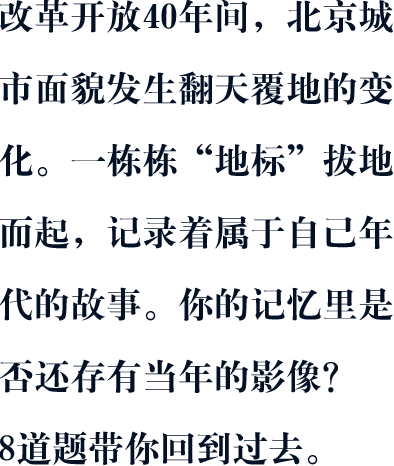 改革开放40年间，北京城
市面貌发生翻天覆地的变
化。一栋栋“地标”拔地
而起，记录着属于自己年
代的故事。你的记忆里是
否还存有当年的影像？
8道题带你回到过去。